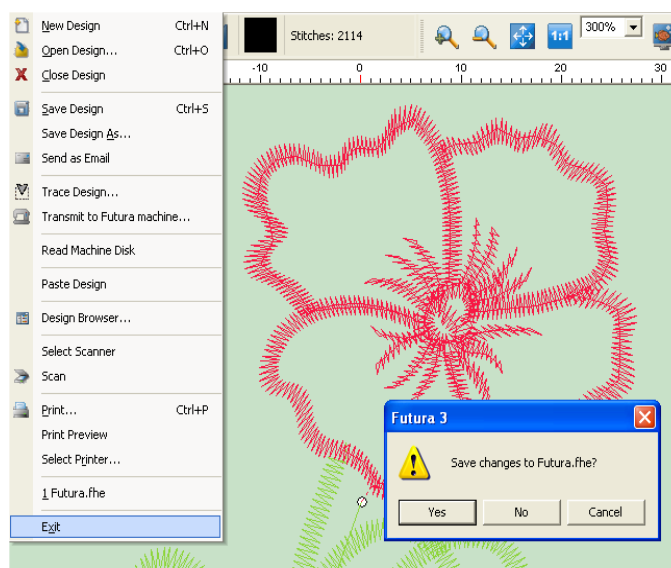 New Design Ctrl+N
Open Design... Ctrl+O
Close Design
Save Design Ctrl+S
Save Design As...
Send as Email
Trace Design...
Transmit to Futura machine...
Read Machine Disk
Paste Design
Design Browser...
Select Scanner
Scan
Print... Ctrl+P
Print Preview
Select Printer...
1 Futura.fhe
Exit
Stitches: 2114
1:1
300%
-10 0 10 20 30
Futura 3
Save changes to Futura.fhe?
Yes No Cancel